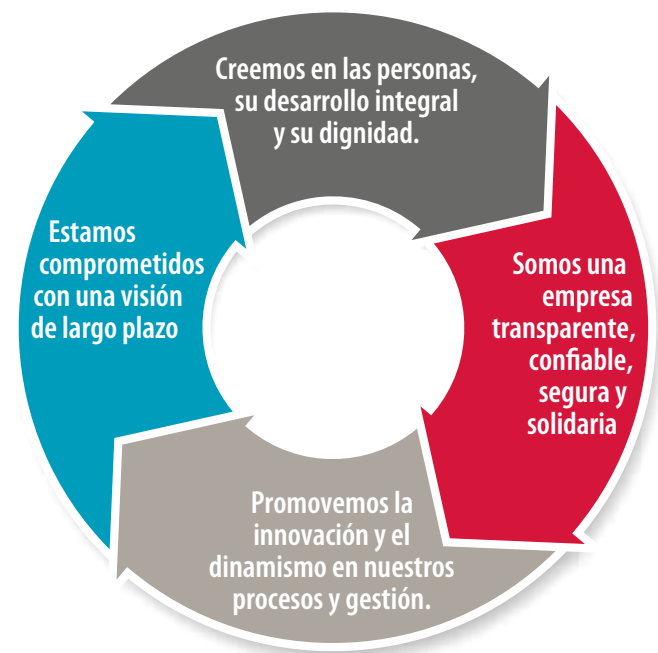 Creemos en las personas,
su desarrollo integral
y su dignidad.
Somos una
empresa
transparente,
confiable,
segura y
solidaria
Promovemos la
innovación y el
dinamismo en nuestros
procesos y gestión.
Estamos
comprometidos
con una visión
de largo plazo